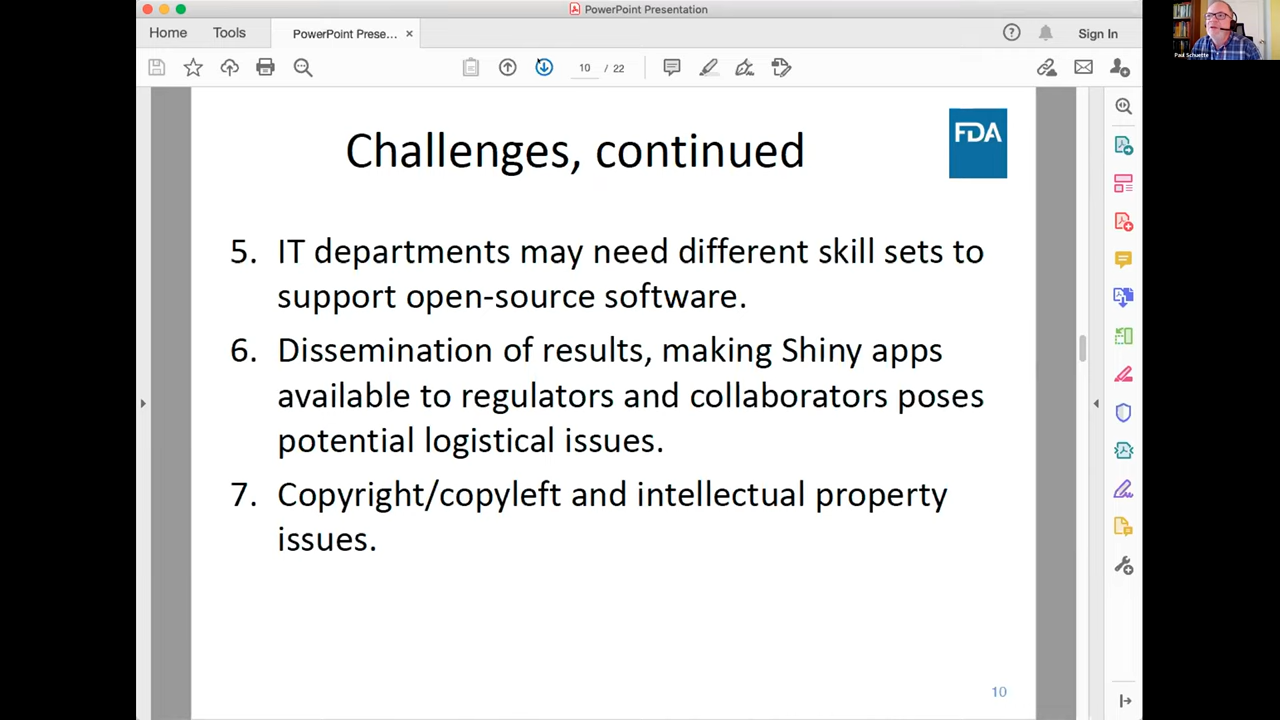 PowerPoint Presentation
Home
Tools
PowerPoint Prese...
Sign In
10 / 22
Paul Schuette
Challenges, continued
FDA
5. IT departments may need different skill sets to
support open-source software.
6. Dissemination of results, making Shiny apps
available to regulators and collaborators poses
potential logistical issues.
7. Copyright/copyleft and intellectual property
issues.
10